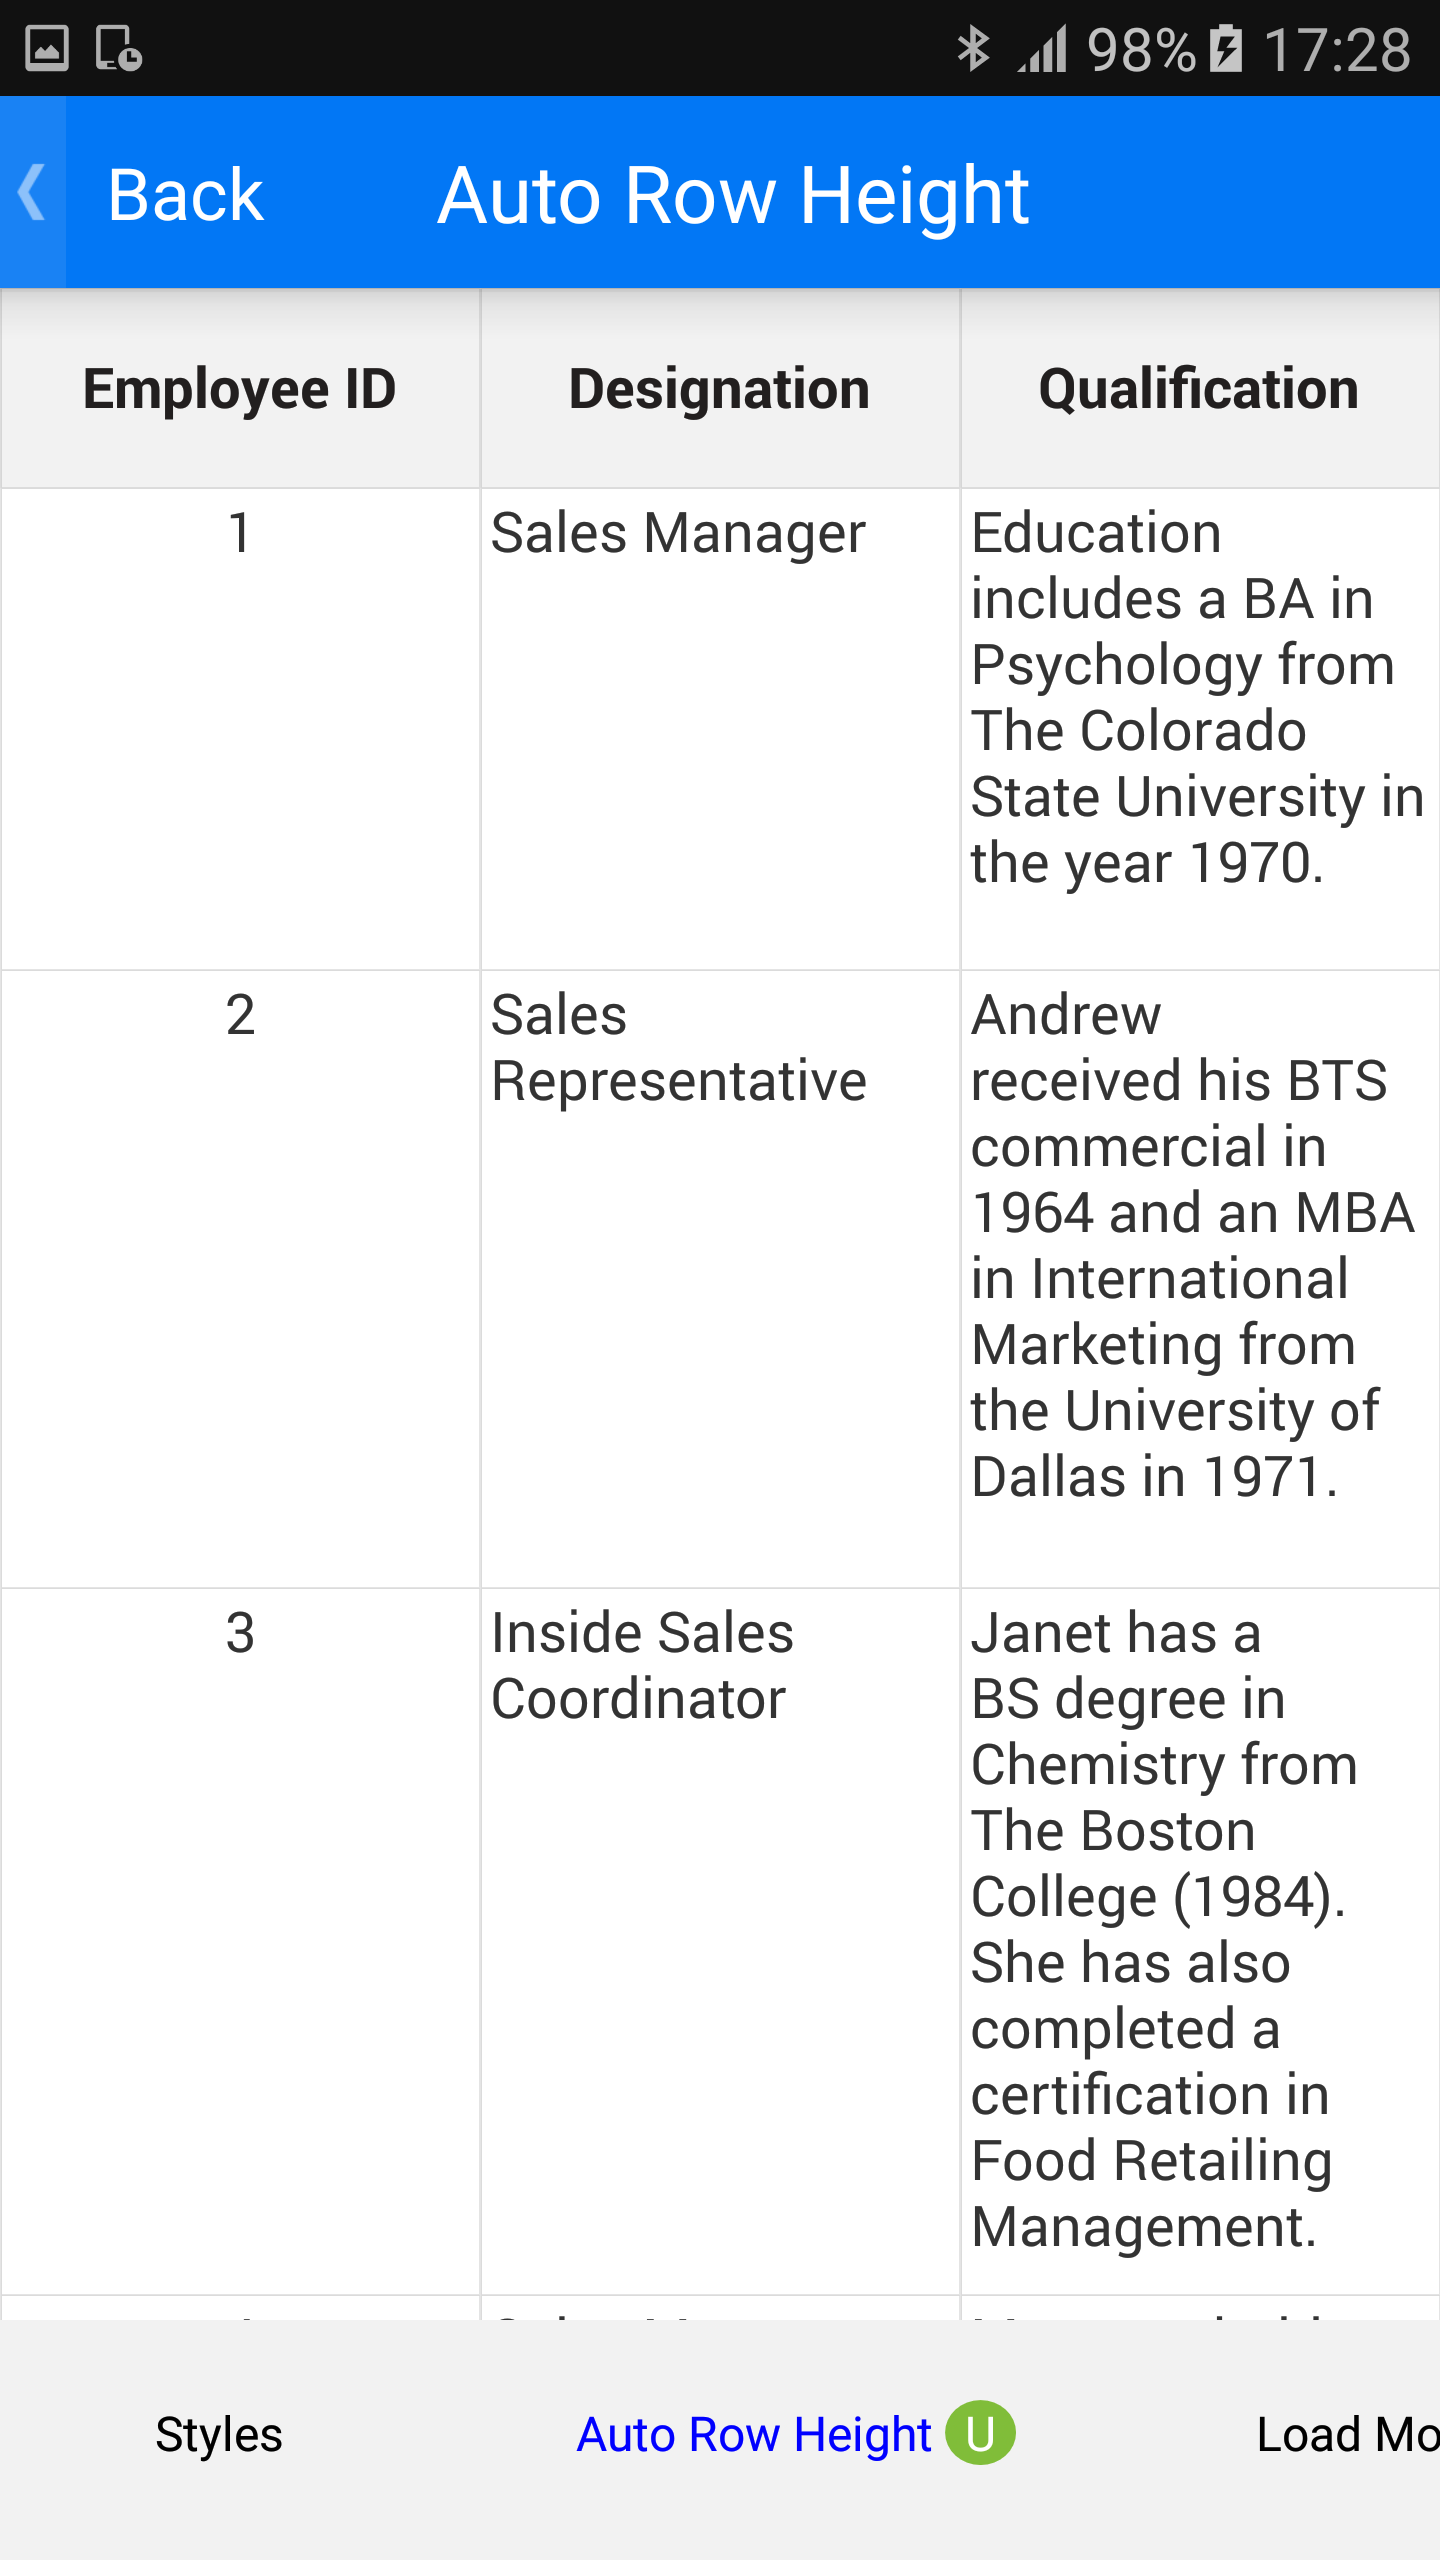 98% 17:28
Back Auto Row Height
Employee ID Designation Qualification
1 Sales Manager Education
includes a BA in
Psychology from
The Colorado
State University in
the year 1970.
2 Sales Andrew
Representative received his BTS
commercial in
1964 and an MBA
in International
Marketing from
the University of
Dallas in 1971.
3 Inside Sales Janet has a
Coordinator BS degree in
Chemistry from
The Boston
College (1984).
She has also
completed a
certification in
Food Retailing
Management.
Styles Auto Row Height U Load Mo